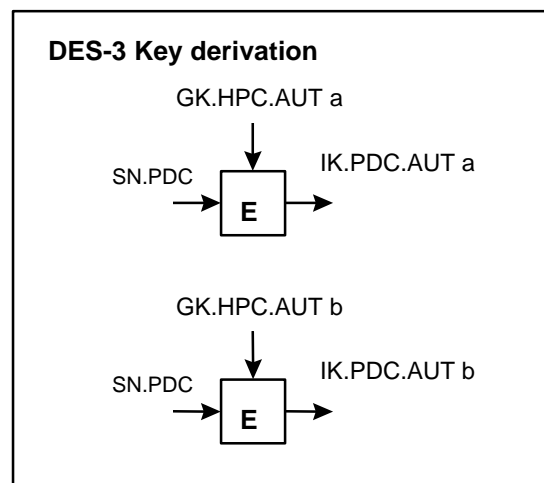 DES-3 Key derivation
GK.HPC.AUT a
IK.PDC.AUT a
SN.PDC
E
GK.HPC.AUT b
IK.PDC.AUT b
SN.PDC
E